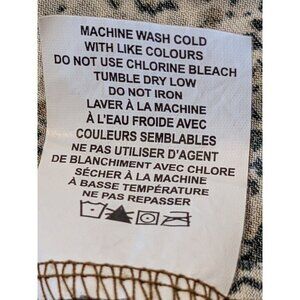 MACHINE WASH COLD
WITH LIKE COLOURS
DO NOT USE CHLORINE BLEACH
TUMBLE DRY LOW
DO NOT IRON
LAVER À LA MACHINE
À L'EAU FROIDE AVEC
COULEURS SEMBLABLES
NE PAS UTILISER D'AGENT
DE BLANCHIMENT AVEC CHLORE
SÉCHER À LA MACHINE
À BASSE TEMPÉRATURE
NE PAS REPASSER